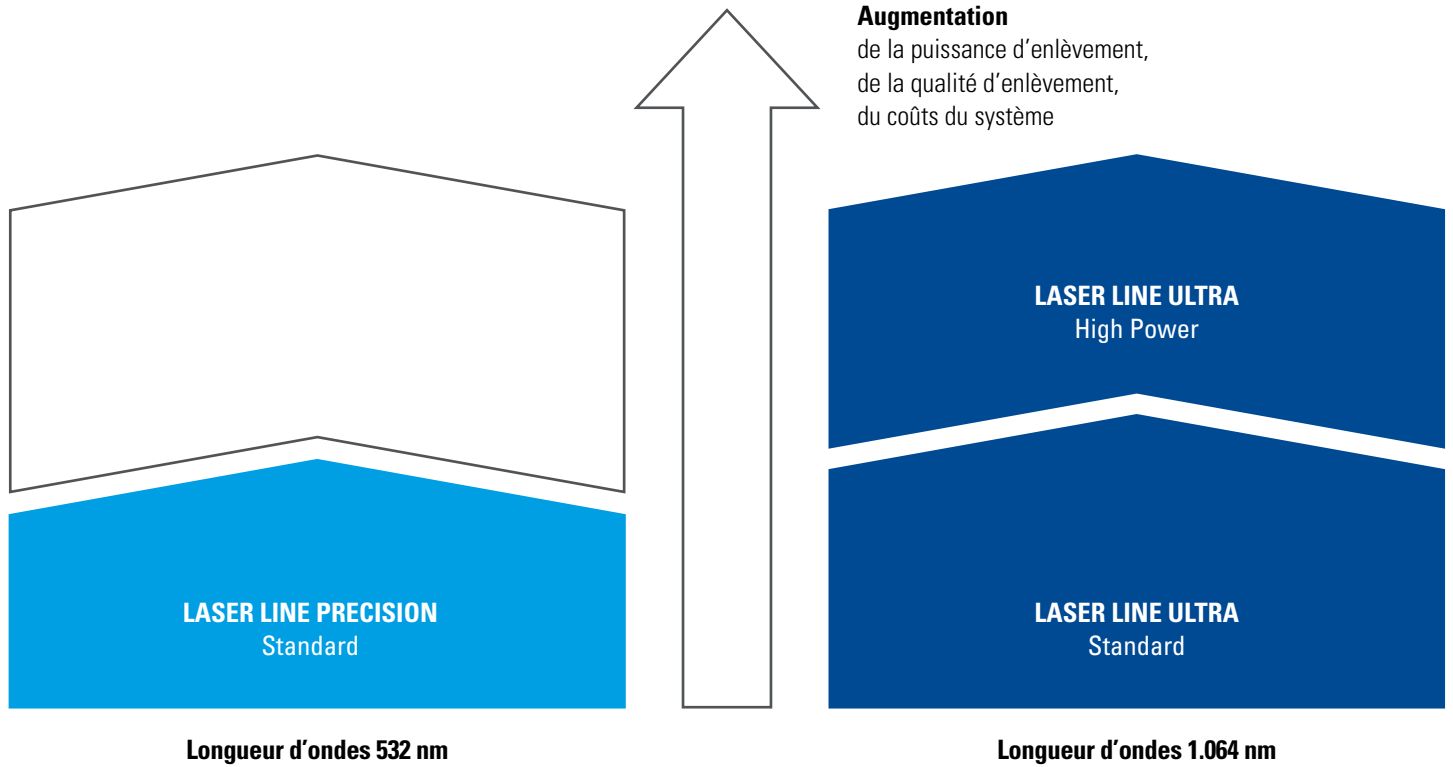 Augmentation
de la puissance d’enlèvement,
de la qualité d’enlèvement,
du coûts du système
LASER LINE ULTRA
High Power
LASER LINE PRECISION
Standard
LASER LINE ULTRA
Standard
Longueur d’ondes 532 nm
Longueur d’ondes 1.064 nm